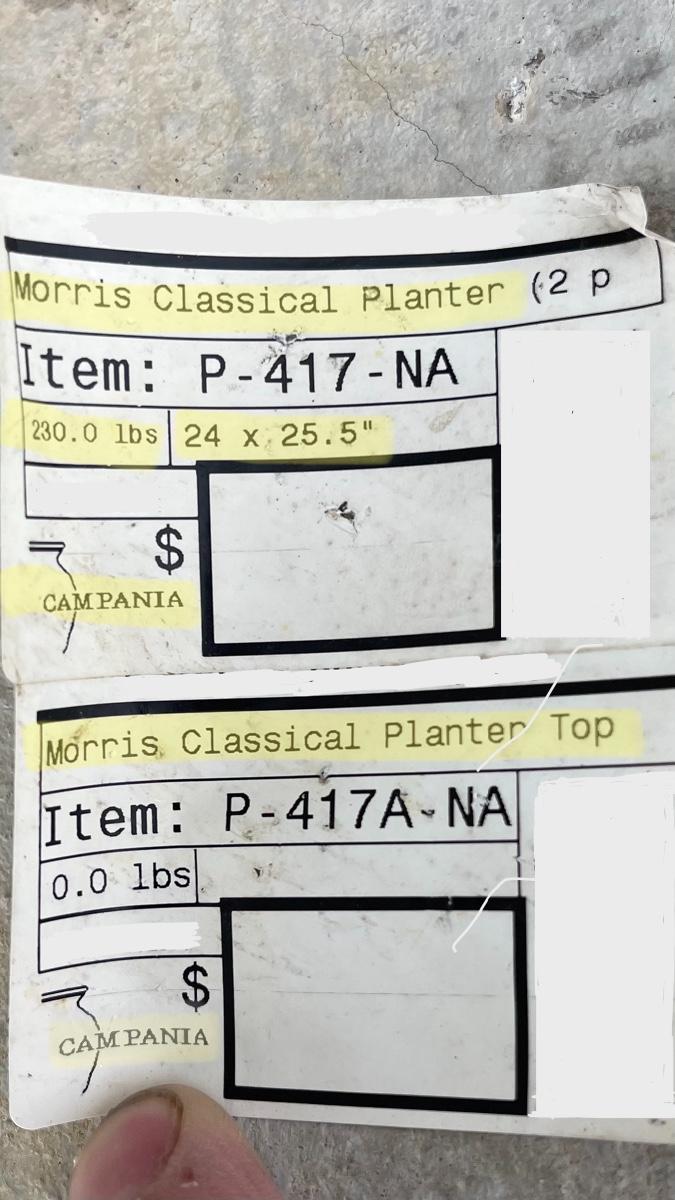 Morris Classical Planter (2 p
Item: P-417-NA
230.0 lbs 24 x 25.5"
$
CAMPANIA
Morris Classical Planter Top
Item: P-417A-NA
0.0 lbs
$
CAMPANIA